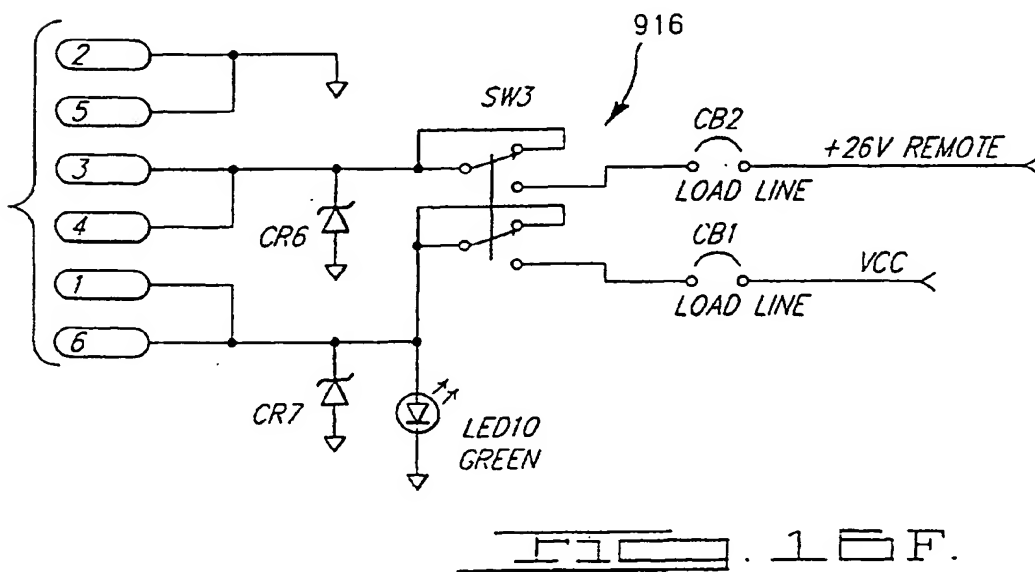 916
2
SW3
5
CB2
+26V REMOTE
3
LOAD LINE
4
CR6
CB1
VCC
1
LOAD LINE
6
CR7
LED10
GREEN